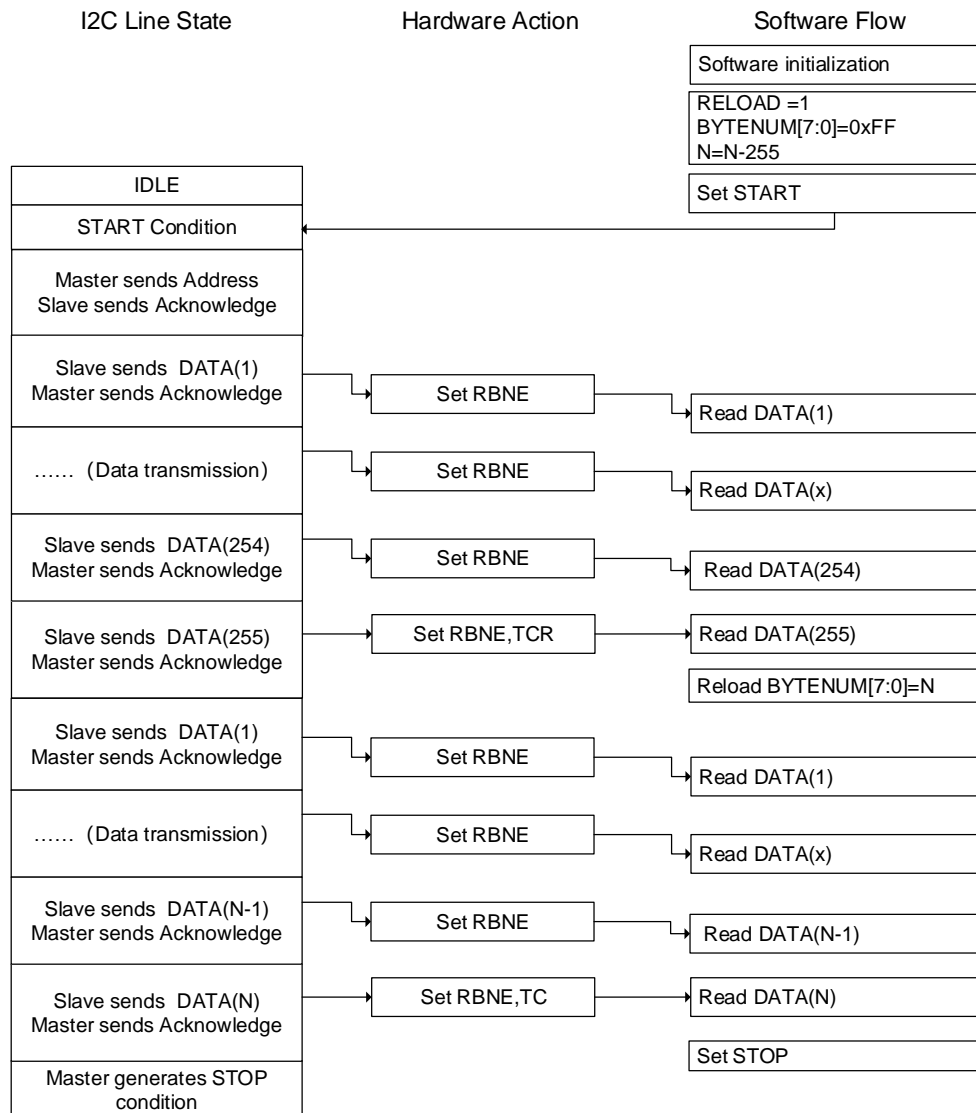 I2C Line State
Hardware Action
Software Flow
Software initialization
RELOAD =1
BYTENUM[7:0]=0xFF
N=N-255
IDLE
Set START
START Condition
Master sends Address
Slave sends Acknowledge
Slave sends DATA(1)
Master sends Acknowledge
Set RBNE
Read DATA(1)
...... (Data transmission)
Set RBNE
Read DATA(x)
Slave sends DATA(254)
Master sends Acknowledge
Set RBNE
Read DATA(254)
Slave sends DATA(255)
Master sends Acknowledge
Set RBNE,TCR
Read DATA(255)
Reload BYTENUM[7:0]=N
Slave sends DATA(1)
Master sends Acknowledge
Set RBNE
Read DATA(1)
...... (Data transmission)
Set RBNE
Read DATA(x)
Slave sends DATA(N-1)
Master sends Acknowledge
Set RBNE
Read DATA(N-1)
Slave sends DATA(N)
Master sends Acknowledge
Set RBNE,TC
Read DATA(N)
Set STOP
Master generates STOP
condition